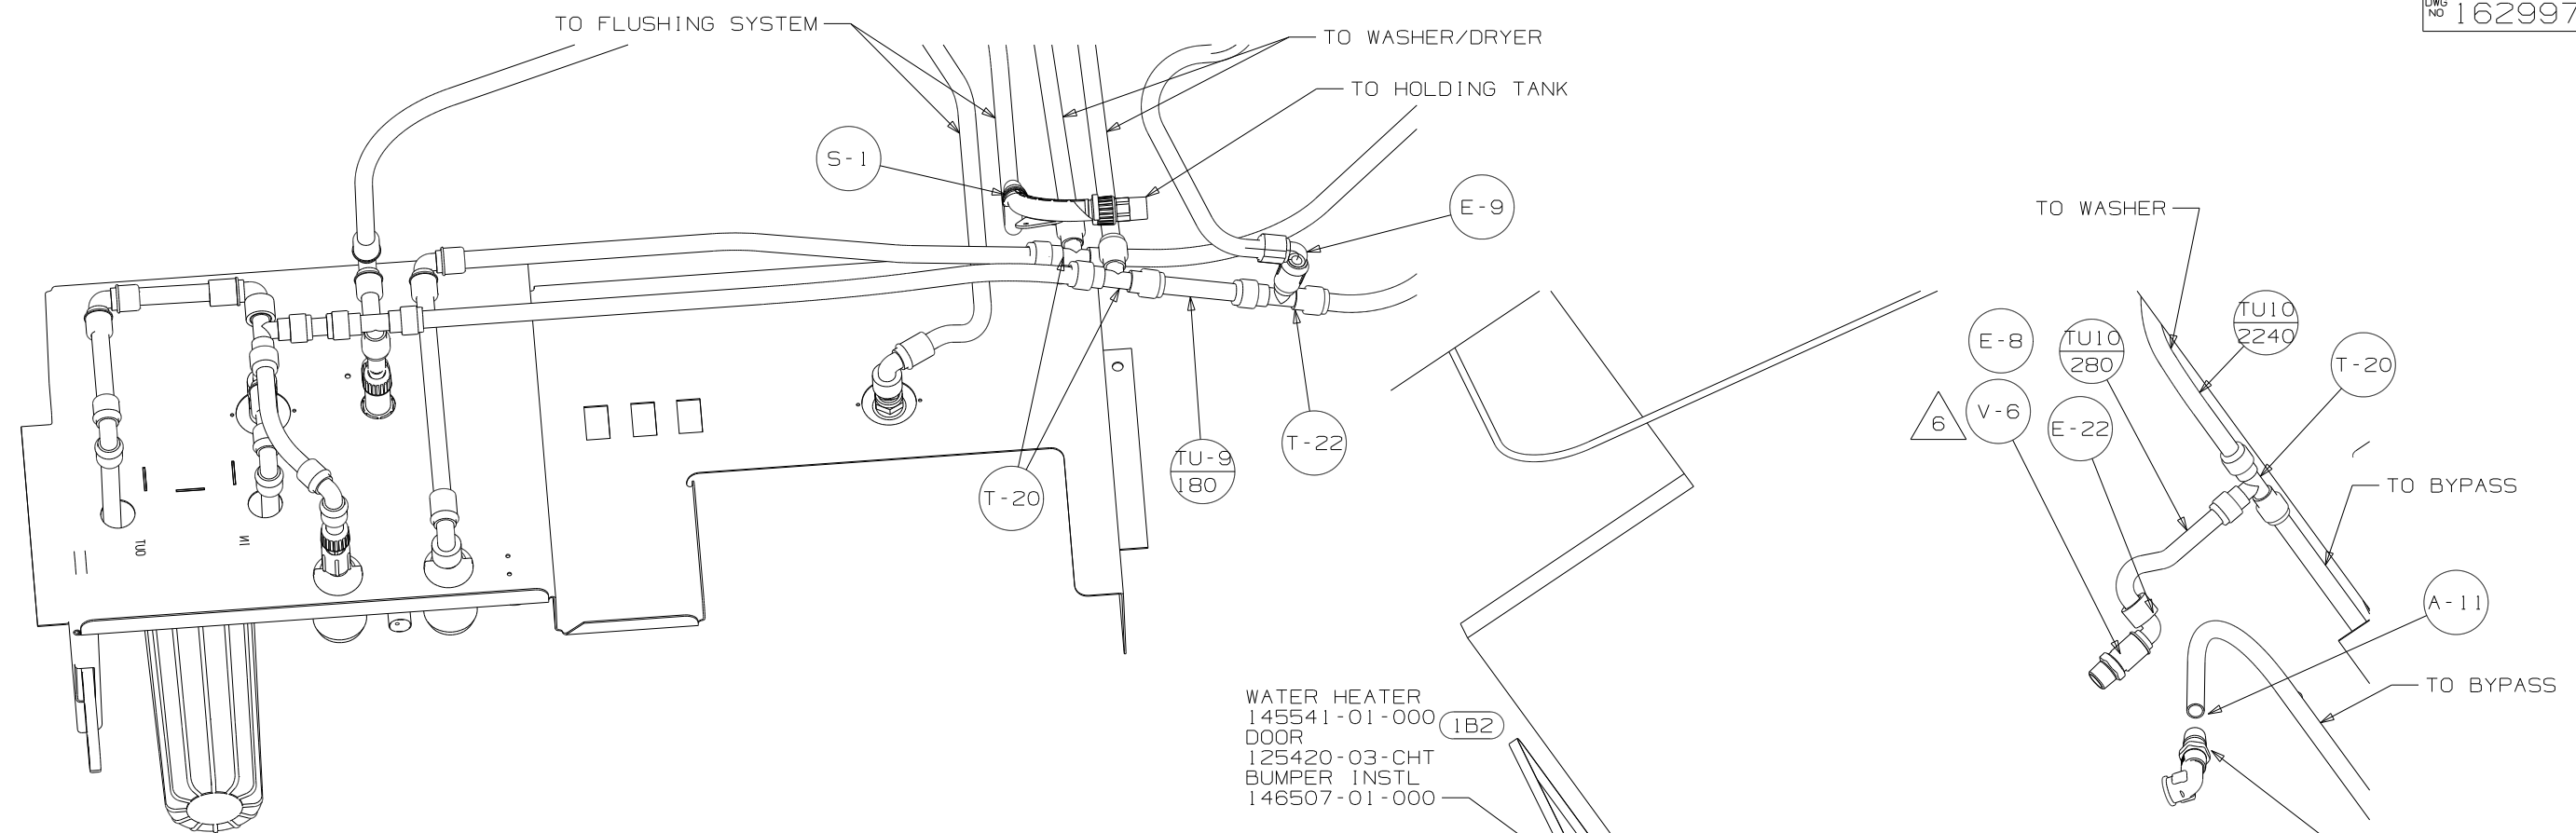 DWG
NO 162997
TO FLUSHING SYSTEM
TO WASHER/DRYER
TO HOLDING TANK
S-1
E-9
TO WASHER
TU10
2240
E-8
TU10
280
T-20
6
V-6
E-22
T-22
TU-9
180
T-20
TO BYPASS
OUT
IN
A-11
TO BYPASS
WATER HEATER
145541-01-000
1B2
DOOR
125420-03-CHT
BUMPER INSTL
146507-01-000